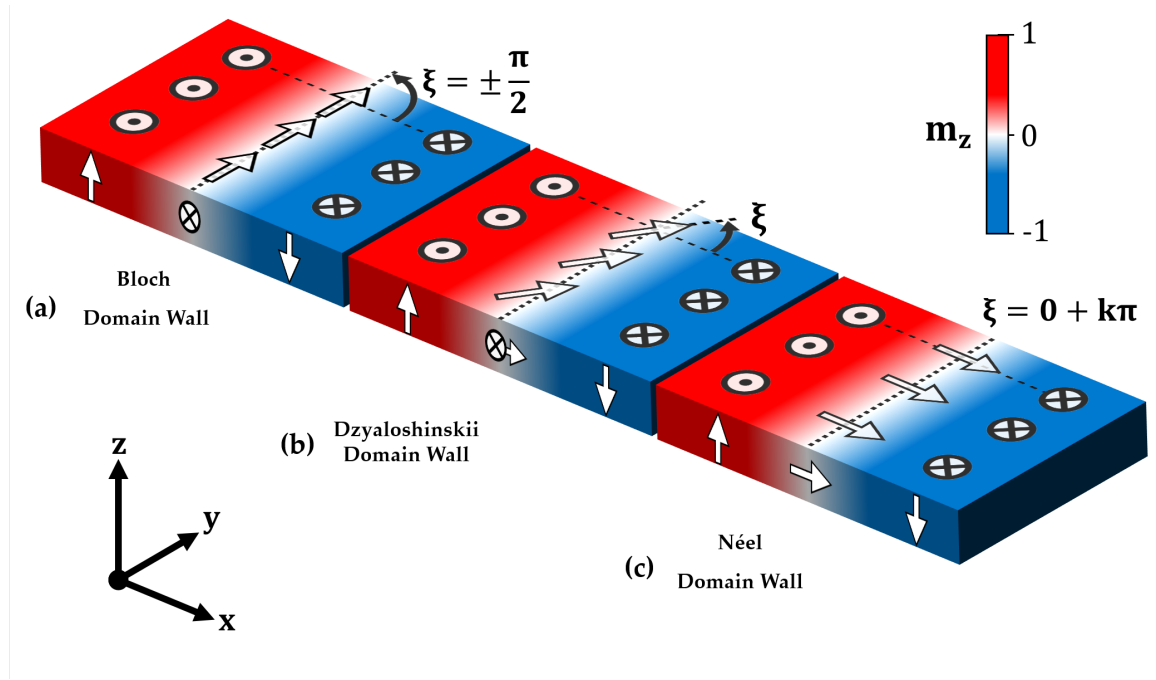 ξ = ± π/2
1
m_z 0
-1
ξ
Bloch
(a) Domain Wall
ξ = 0 + kπ
Dzyaloshinskii
(b) Domain Wall
z
y
x
Néel
(c) Domain Wall